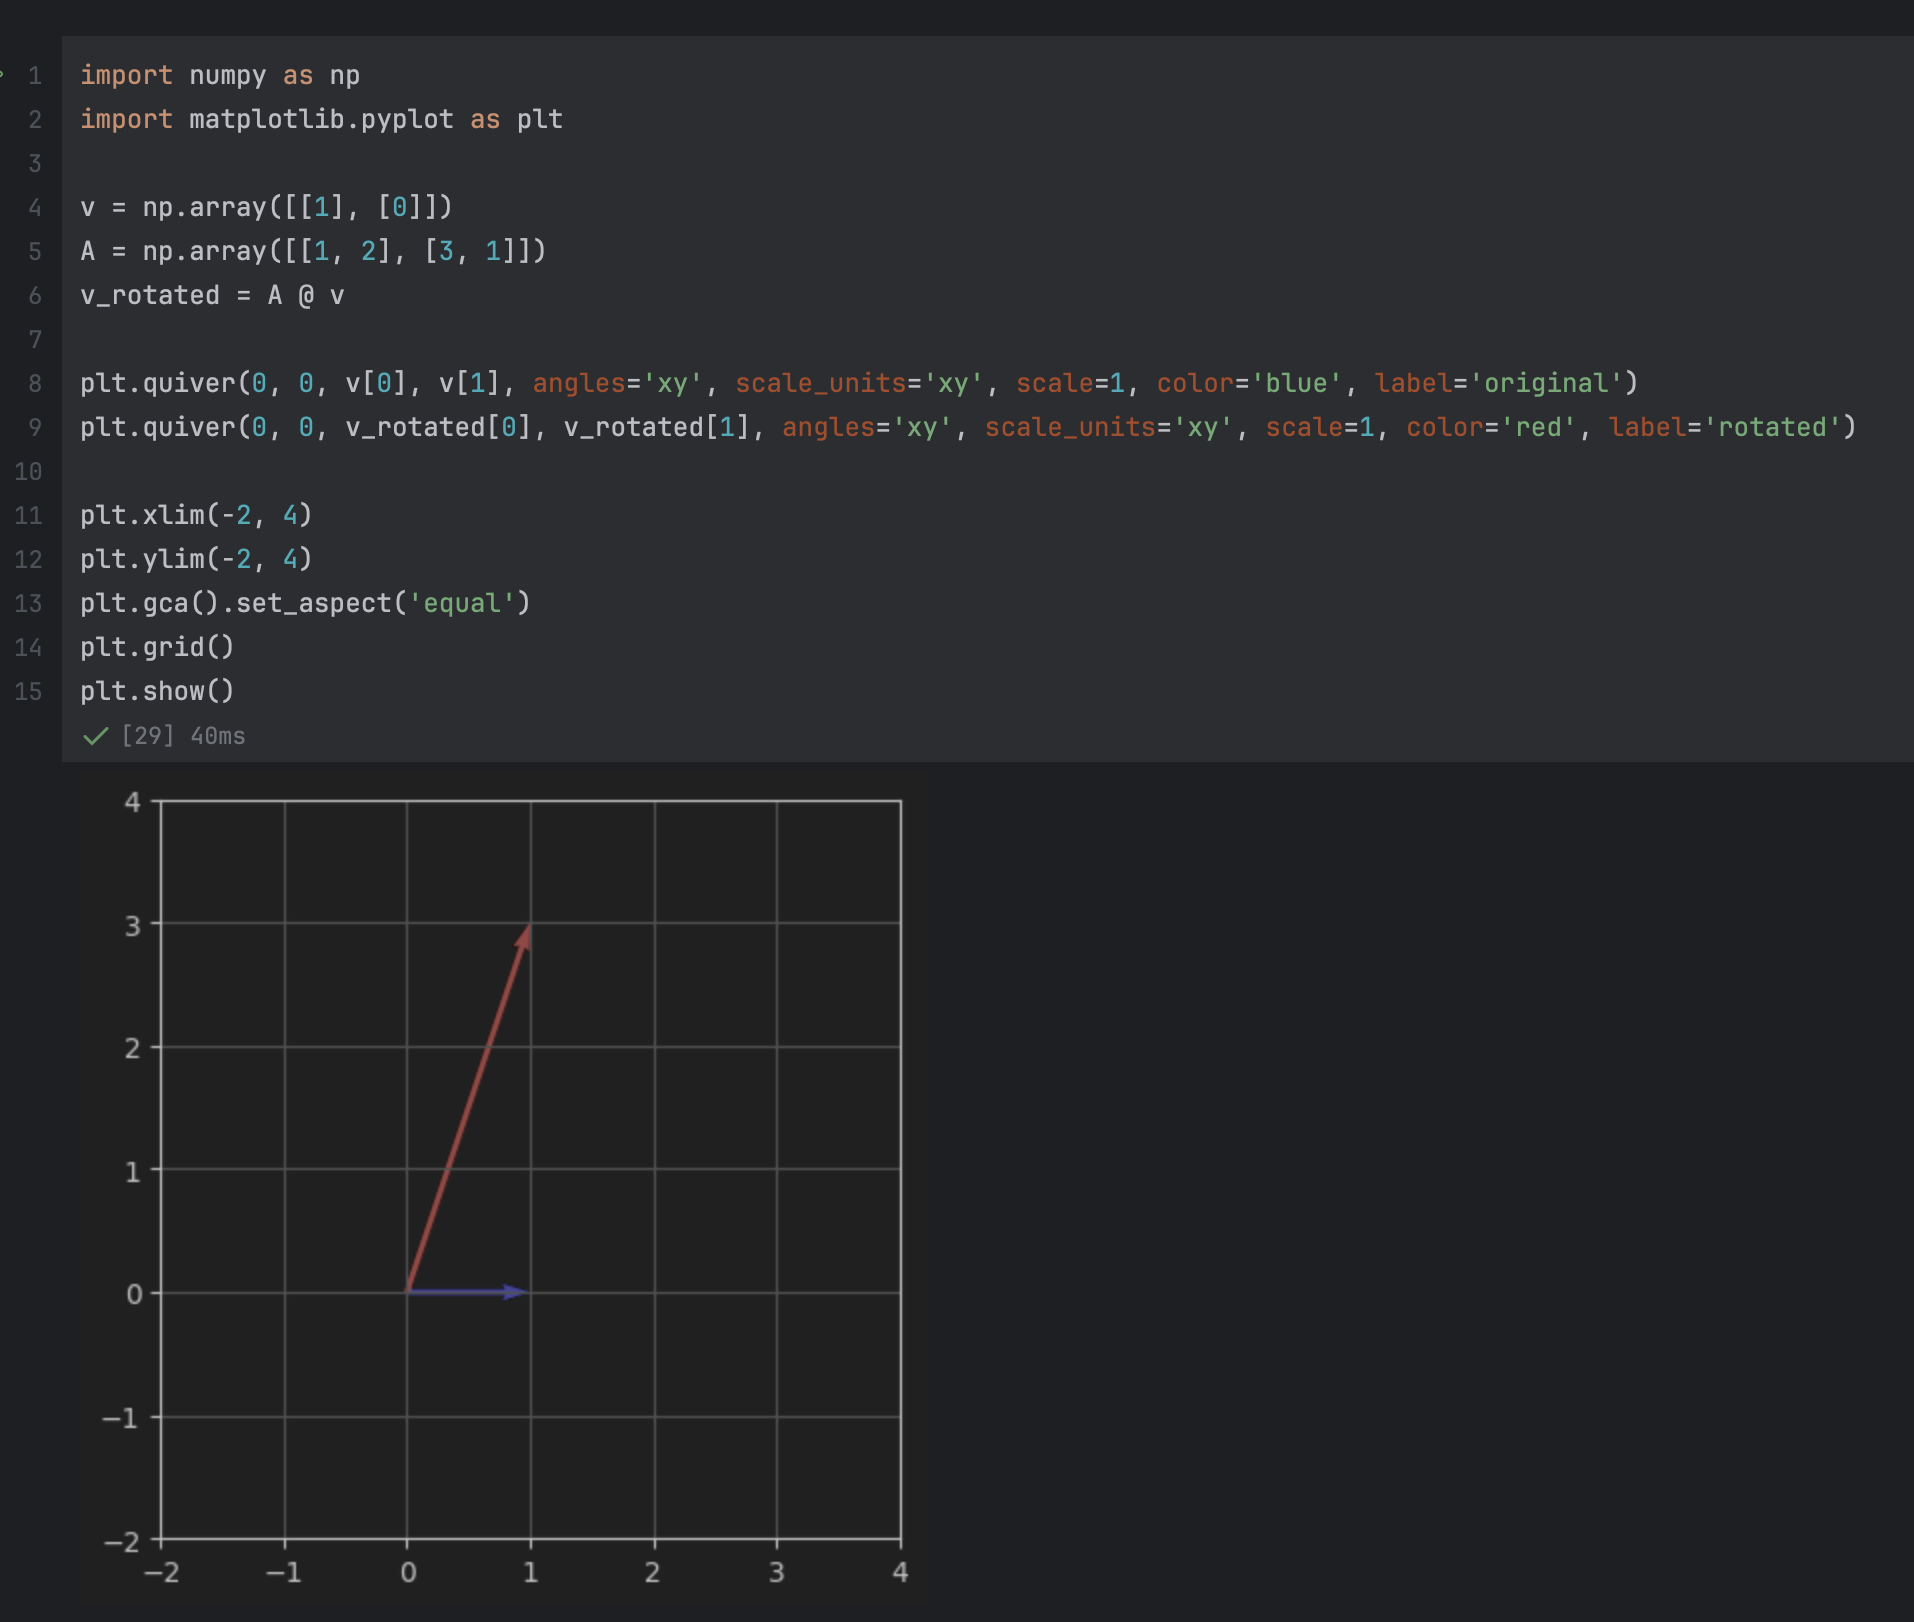 1 import numpy as np
2 import matplotlib.pyplot as plt
3
4 v = np.array([[1], [0]])
5 A = np.array([[1, 2], [3, 1]])
6 v_rotated = A @ v
7
8 plt.quiver(0, 0, v[0], v[1], angles='xy', scale_units='xy', scale=1, color='blue', label='original')
9 plt.quiver(0, 0, v_rotated[0], v_rotated[1], angles='xy', scale_units='xy', scale=1, color='red', label='rotated')
10
11 plt.xlim(-2, 4)
12 plt.ylim(-2, 4)
13 plt.gca().set_aspect('equal')
14 plt.grid()
15 plt.show()
[29] 40ms
4
3
2
1
0
−1
−2
−2 −1 0 1 2 3 4